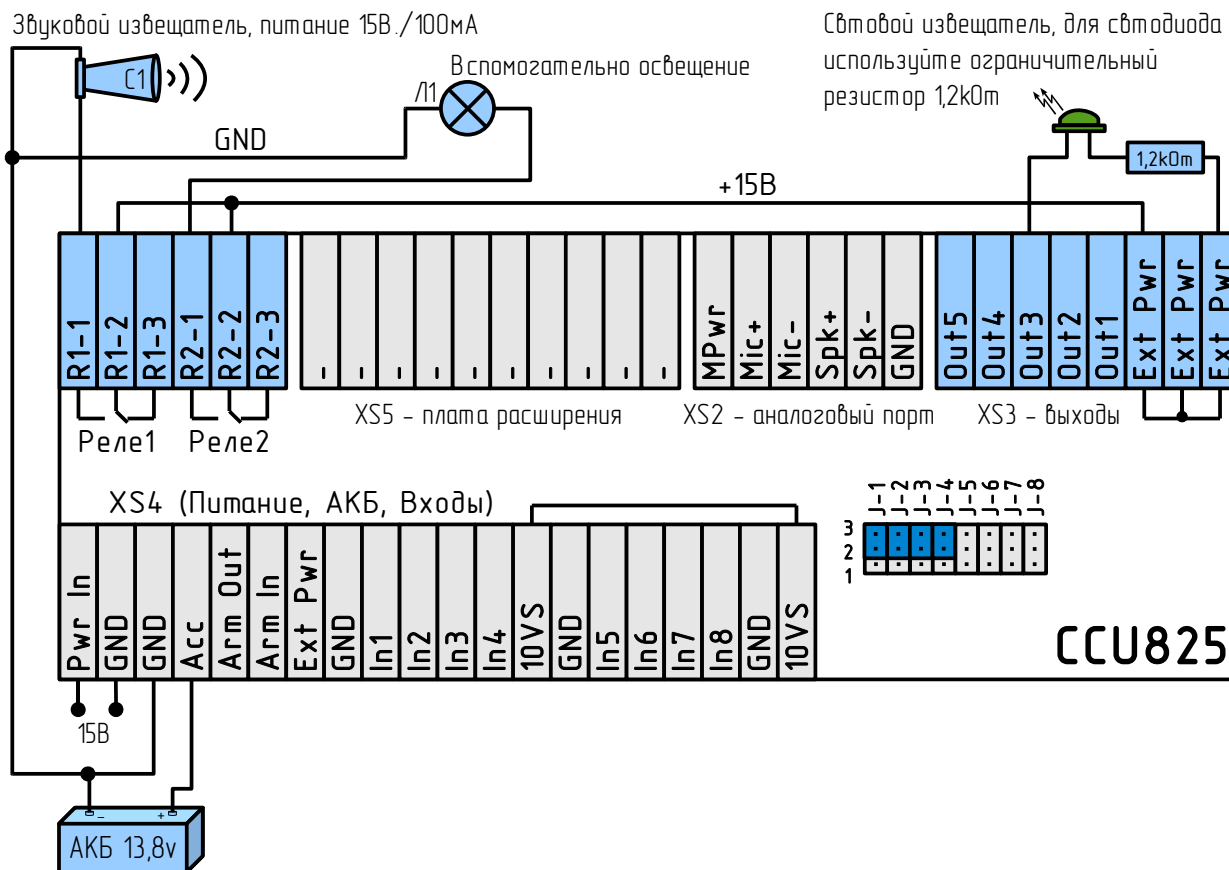 Звуковой извещатель, питание 15В./100мА
С1
Вспомогательно освещение
Л1
GND
Свтовой извещатель, для свтодиода
используйте ограничительный
резистор 1,2kOm
1,2kOm
+15В
R1-1
R1-2
R1-3
R2-1
R2-2
R2-3
-
-
-
-
-
-
-
-
-
-
MPwr
Mic+
Mic-
Spk+
Spk-
GND
Out5
Out4
Out3
Out2
Out1
Ext Pwr
Ext Pwr
Ext Pwr
Реле1
Реле2
XS5 - плата расширения
XS2 - аналоговый порт
XS3 - выходы
XS4 (Питание, АКБ, Входы)
J-1
J-2
J-3
J-4
J-5
J-6
J-7
J-8
3
2
1
Pwr In
GND
GND
Acc
Arm Out
Arm In
Ext Pwr
GND
In1
In2
In3
In4
10VS
GND
In5
In6
In7
In8
GND
10VS
CCU825
15В
- +
АКБ 13,8v